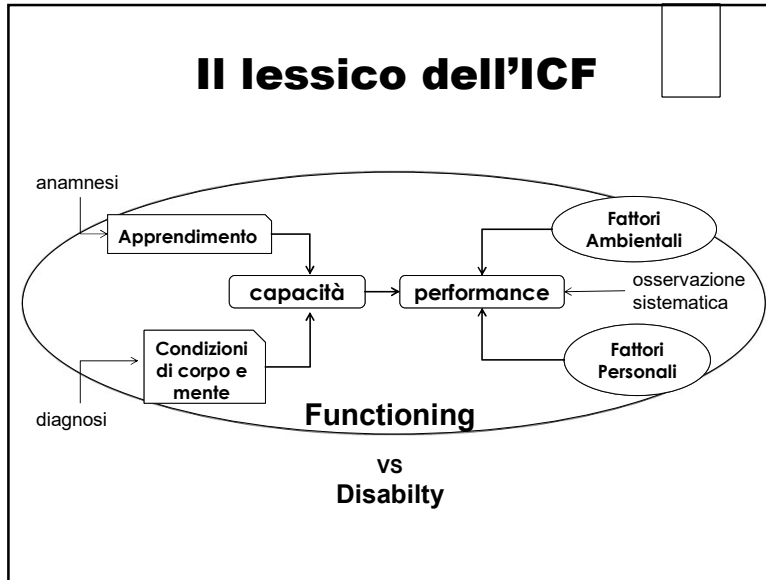 Il lessico dell’ICF
anamnesi
Apprendimento
Fattori
Ambientali
capacità
performance
osservazione
sistematica
Condizioni
di corpo e
mente
Fattori
Personali
diagnosi
Functioning
vs
Disabilty